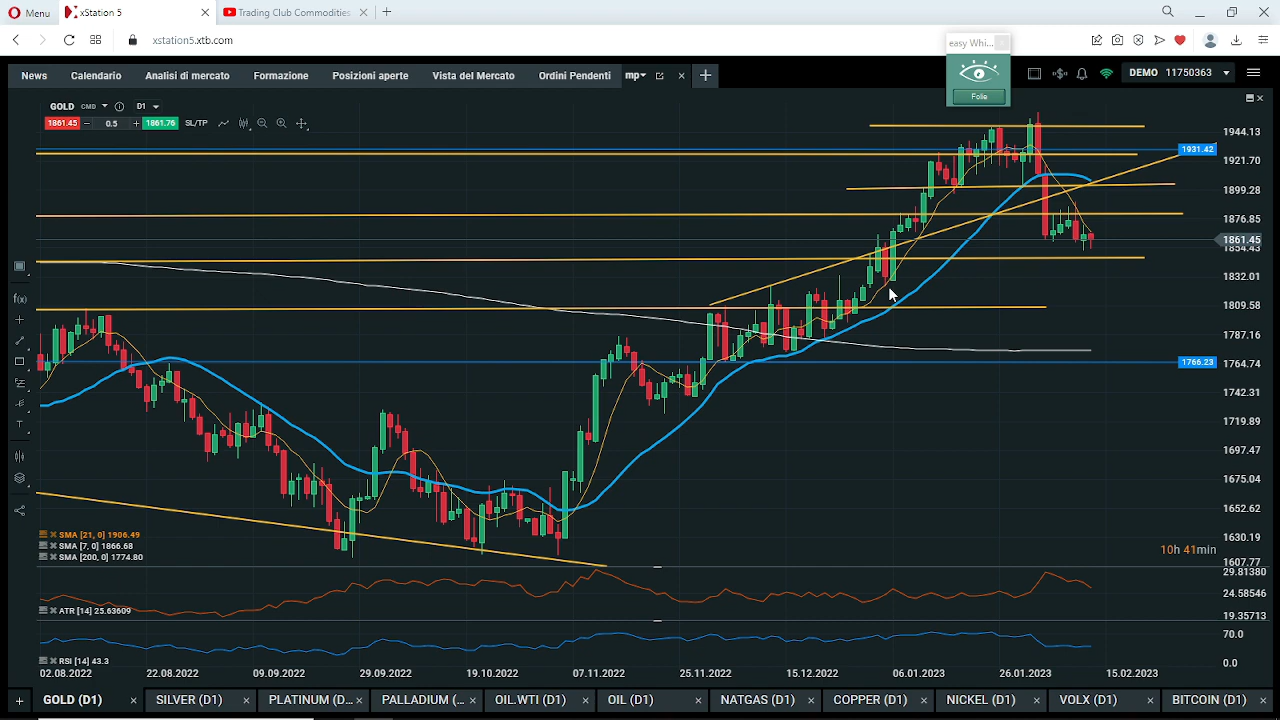 Menu
xStation 5
Trading Club Commodities
xstation5.xtb.com
easy Whi...
Folie
News Calendario Analisi di mercato Formazione Posizioni aperte Vista del Mercato Ordini Pendenti mp
DEMO 11750363
GOLD CMD D1
1861.45 0.5 1861.76 SL/TP
1944.13
1931.42
1921.70
1899.28
1876.85
1861.45
1854.43
1832.01
1809.58
1787.16
1766.23
1764.74
1742.31
1719.89
1697.47
1675.04
1652.62
1630.19
1607.77
f(x)
T
SMA [21, 0] 1906.49
SMA [7, 0] 1866.68
SMA [200, 0] 1774.80
10h 41min
29.81380
24.58546
19.35713
ATR [14] 25.63609
70.0
0.0
RSI [14] 43.3
02.08.2022 22.08.2022 09.09.2022 29.09.2022 19.10.2022 07.11.2022 25.11.2022 15.12.2022 06.01.2023 26.01.2023 15.02.2023
GOLD (D1) SILVER (D1) PLATINUM (D... PALLADIUM (... OIL.WTI (D1) OIL (D1) NATGAS (D1) COPPER (D1) NICKEL (D1) VOLX (D1) BITCOIN (D1)